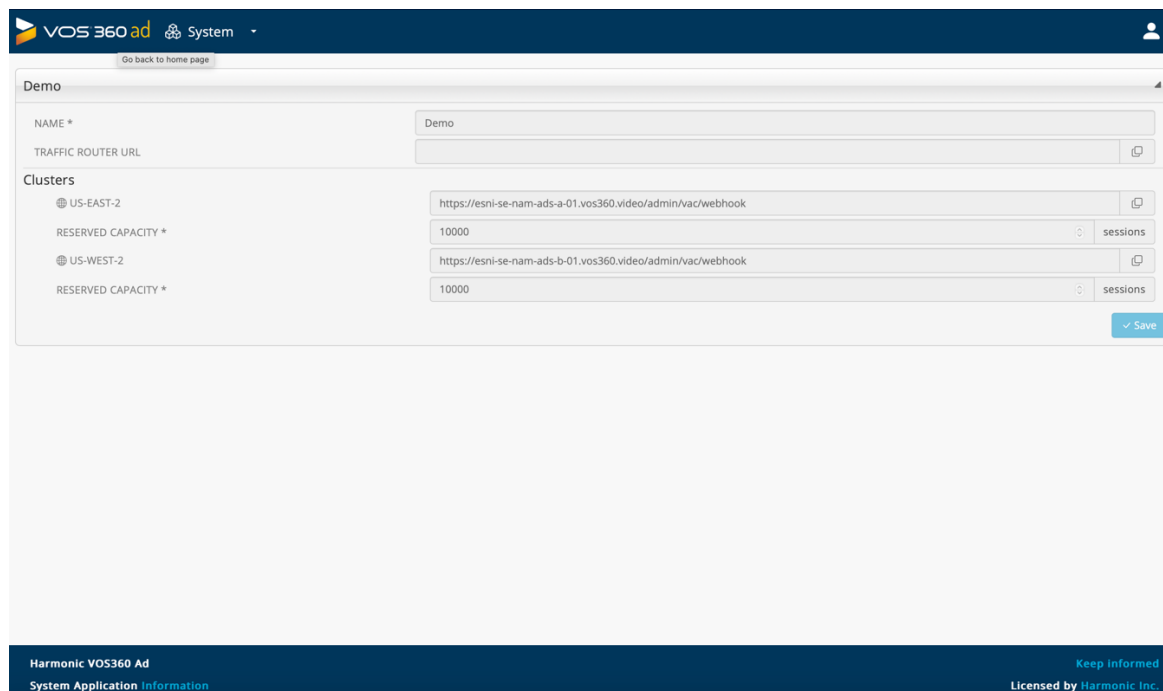 VOS 360 ad System
Go back to home page
Demo
NAME * Demo
TRAFFIC ROUTER URL
Clusters
US-EAST-2 https://esni-se-nam-ads-a-01.vos360.video/admin/vac/webhook
RESERVED CAPACITY * 10000 sessions
US-WEST-2 https://esni-se-nam-ads-b-01.vos360.video/admin/vac/webhook
RESERVED CAPACITY * 10000 sessions
Save
Harmonic VOS360 Ad Keep informed
System Application Information Licensed by Harmonic Inc.